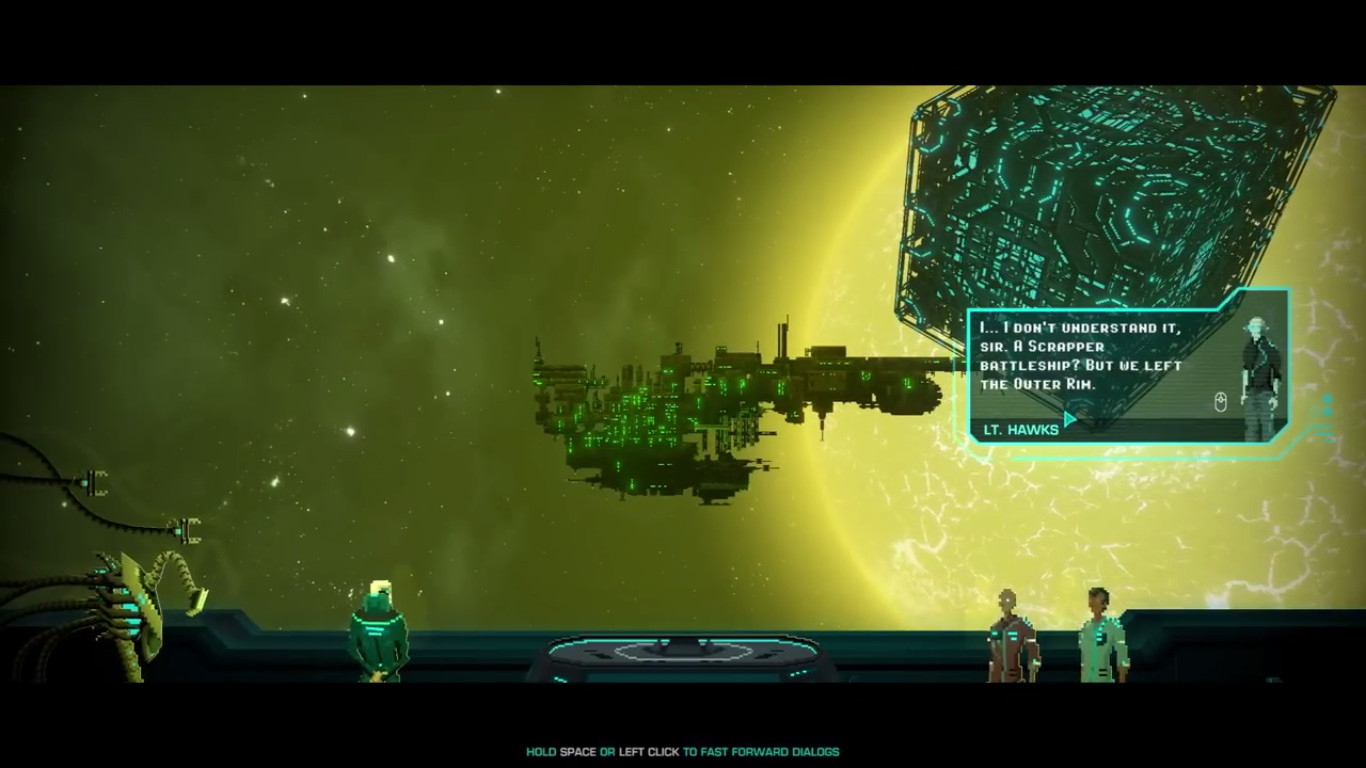 I... I don't understand it,
sir. A Scrapper
battleship? But we left
the Outer Rim.
LT. HAWKS
HOLD SPACE OR LEFT CLICK TO FAST FORWARD DIALOGS